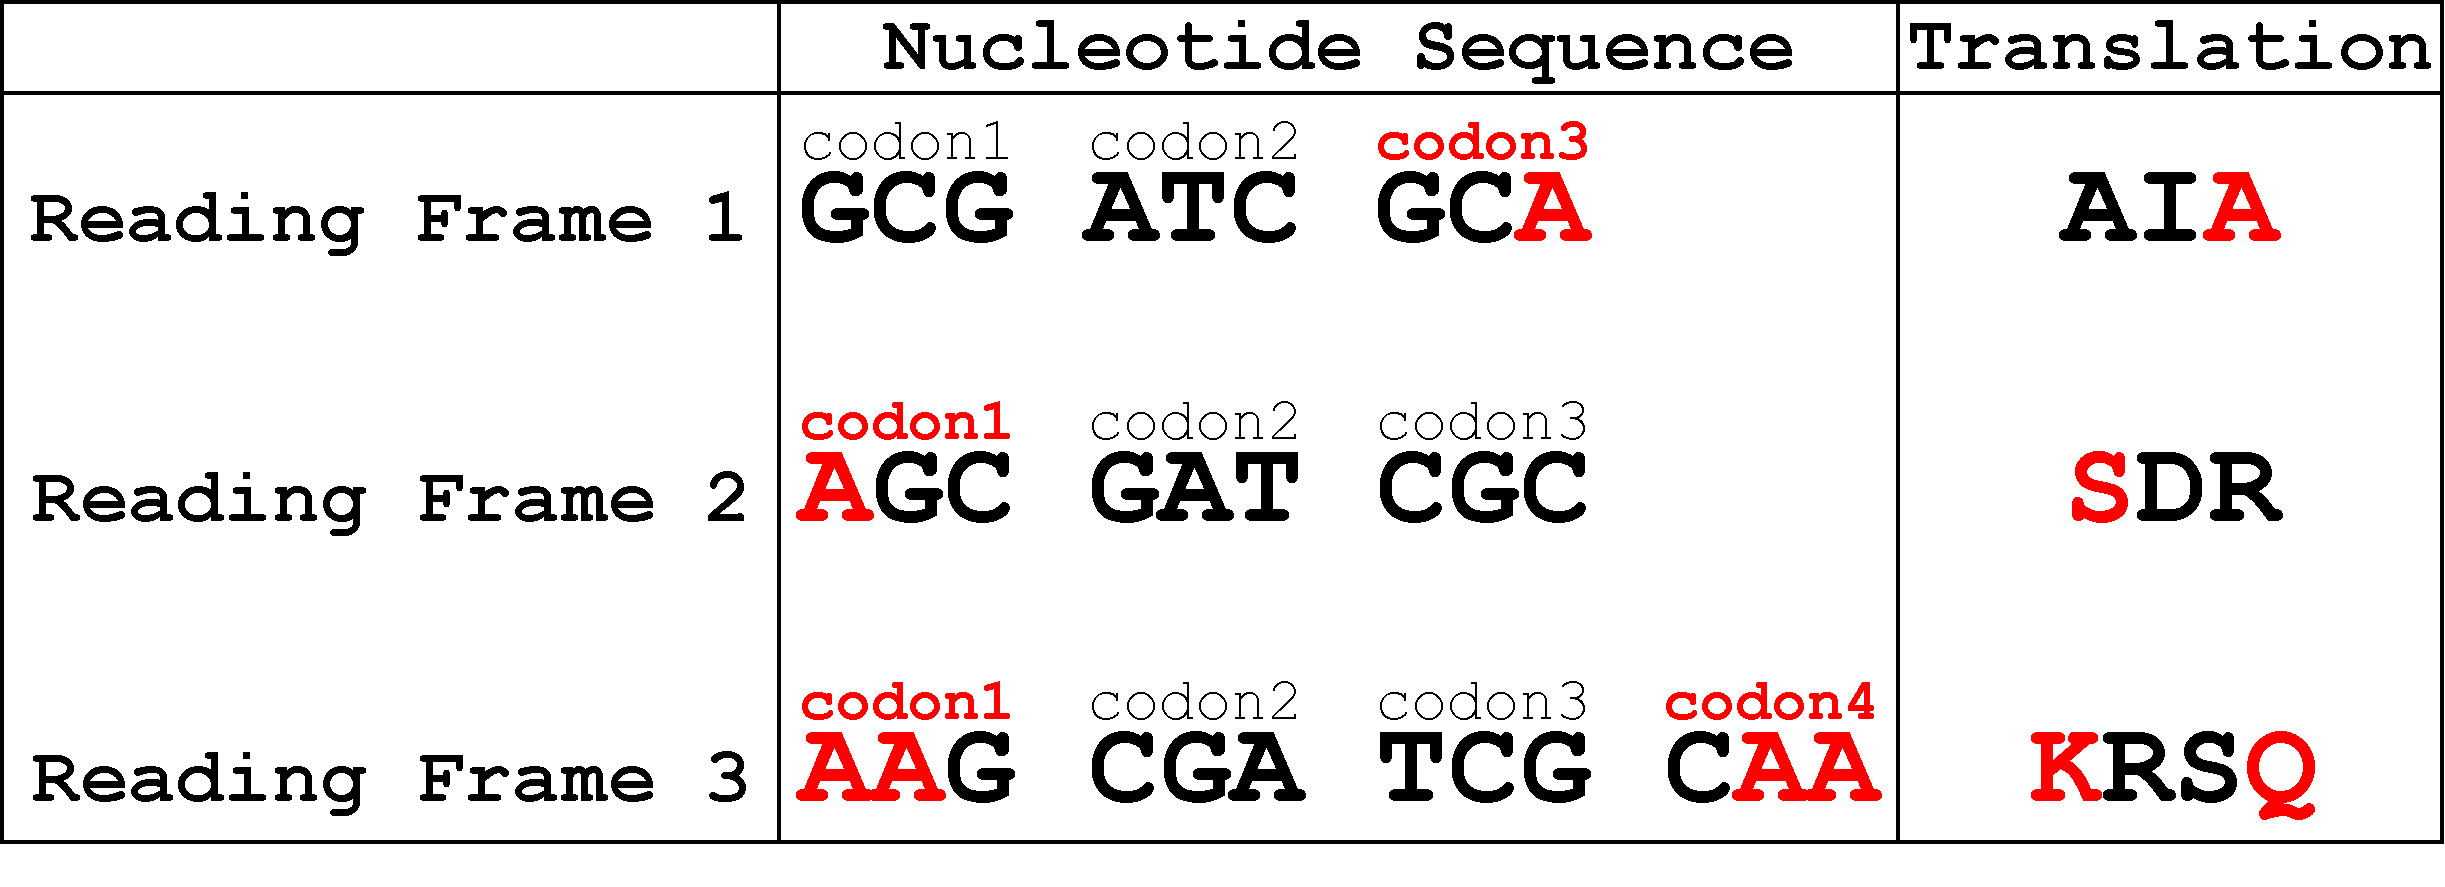 Nucleotide Sequence Translation
codon1 codon2 codon3
Reading Frame 1 GCG ATC GCA AIA
codon1 codon2 codon3
Reading Frame 2 AGC GAT CGC SDR
codon1 codon2 codon3 codon4
Reading Frame 3 AAG CGA TCG CAA KRSQ